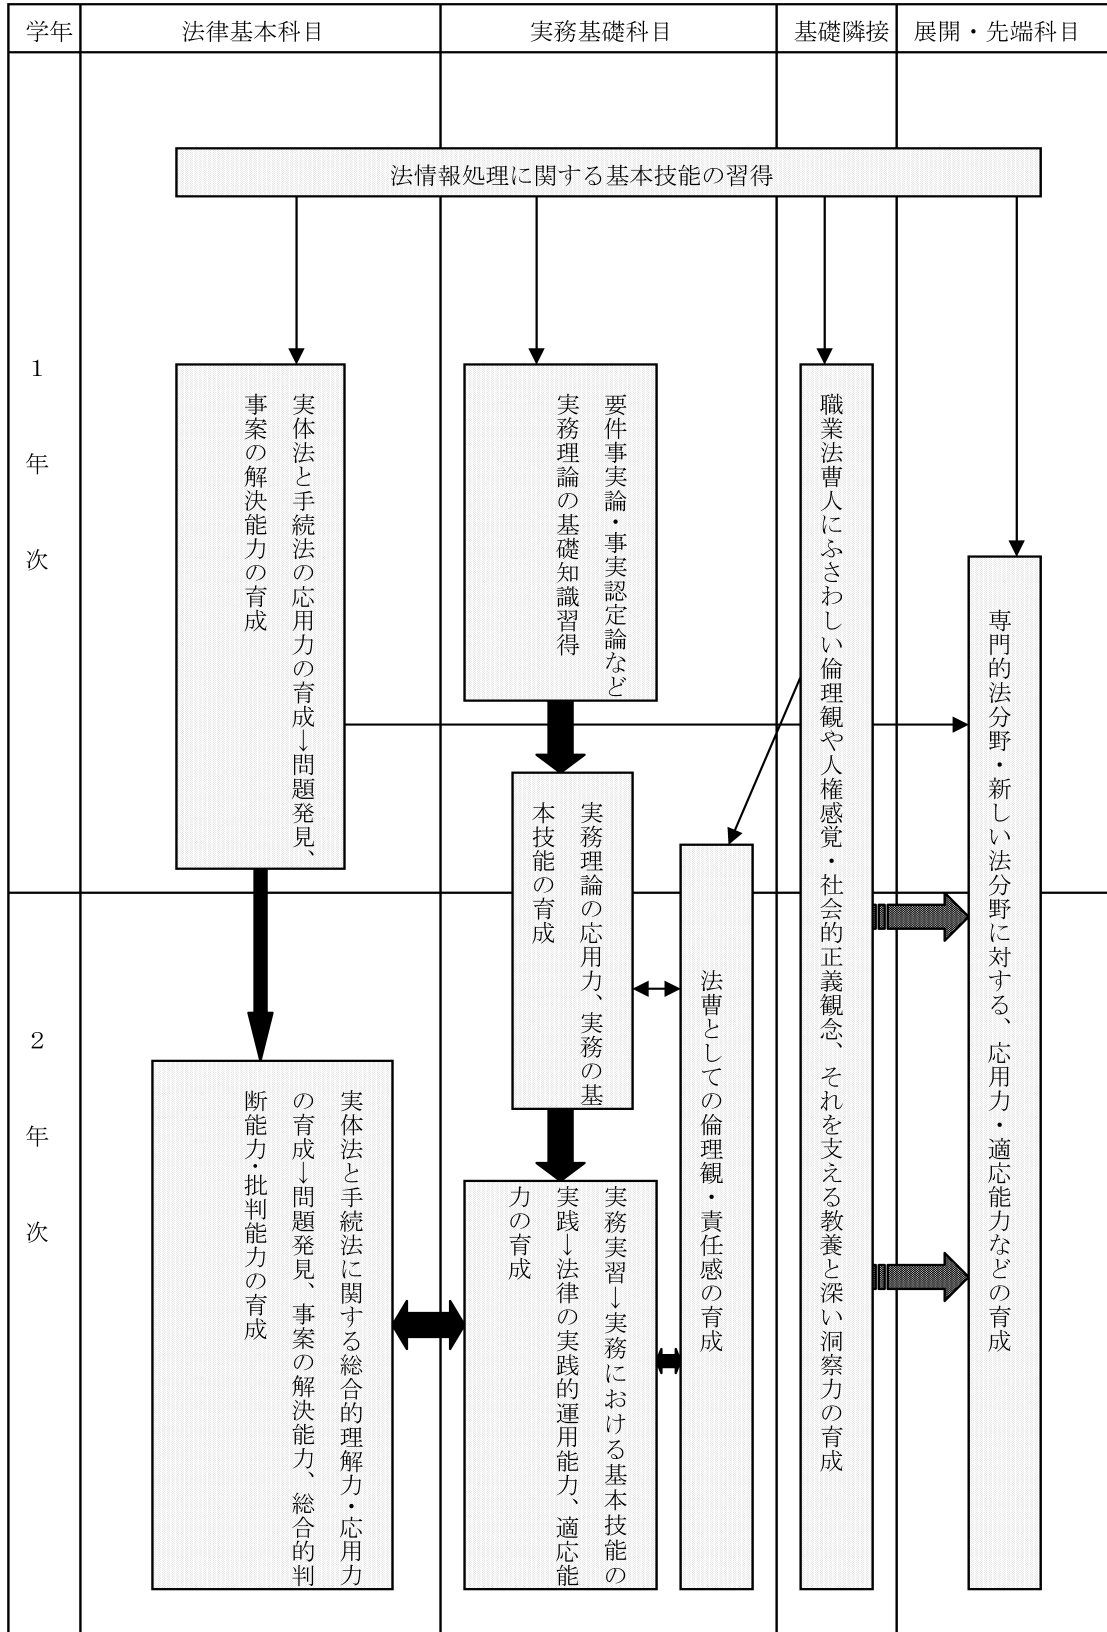 学年
法律基本科目
実務基礎科目
基礎隣接
展開・先端科目
法情報処理に関する基本技能の習得
1年次
実体法と手続法の応用力の育成→問題発見、
事案の解決能力の育成
要件事実論・事実認定論など
実務理論の基礎知識習得
職業法曹人にふさわしい倫理観や人権感覚・社会的正義観念、それを支える教養と深い洞察力の育成
専門的法分野・新しい法分野に対する、応用力・適応能力などの育成
実務理論の応用力、実務の基
本技能の育成
法曹としての倫理観・責任感の育成
2年次
実体法と手続法に関する総合的理解力・応用力
の育成→問題発見、事案の解決能力、総合的判
断能力・批判能力の育成
実務実習→実務における基本技能の
実践→法律の実践的運用能力、適応能
力の育成